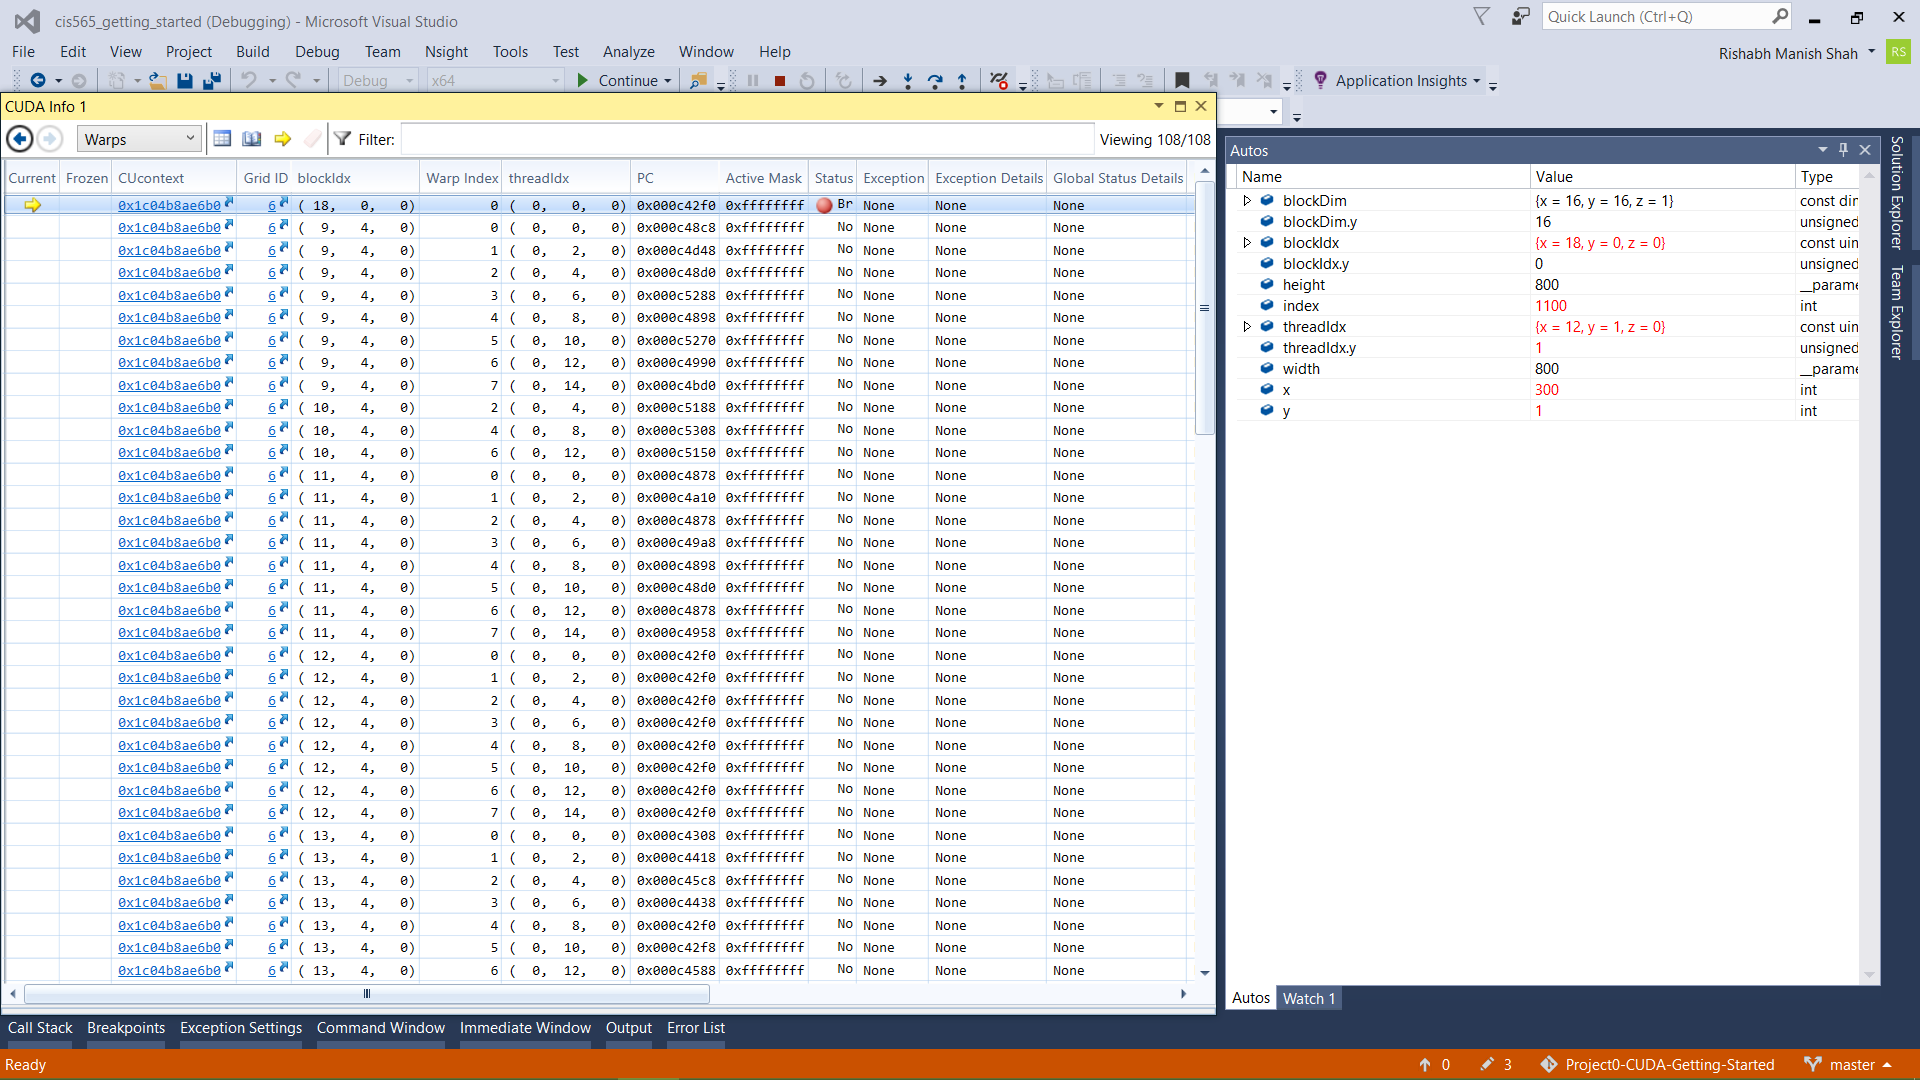 cis565_getting_started (Debugging) - Microsoft Visual Studio
Quick Launch (Ctrl+Q)
File Edit View Project Build Debug Team Nsight Tools Test Analyze Window Help
Rishabh Manish Shah RS
Debug x64 Continue Application Insights
CUDA Info 1
Warps Filter: Viewing 108/108
Current Frozen CUcontext Grid ID blockIdx Warp Index threadIdx PC Active Mask Status Exception Exception Details Global Status Details
0x1c04b8ae6b0 6 ( 18, 0, 0) 0 ( 0, 0, 0) 0x000c42f0 0xffffffff Br None None None
0x1c04b8ae6b0 6 ( 9, 4, 0) 0 ( 0, 0, 0) 0x000c48c8 0xffffffff No None None None
0x1c04b8ae6b0 6 ( 9, 4, 0) 1 ( 0, 2, 0) 0x000c4d48 0xffffffff No None None None
0x1c04b8ae6b0 6 ( 9, 4, 0) 2 ( 0, 4, 0) 0x000c48d0 0xffffffff No None None None
0x1c04b8ae6b0 6 ( 9, 4, 0) 3 ( 0, 6, 0) 0x000c5288 0xffffffff No None None None
0x1c04b8ae6b0 6 ( 9, 4, 0) 4 ( 0, 8, 0) 0x000c4898 0xffffffff No None None None
0x1c04b8ae6b0 6 ( 9, 4, 0) 5 ( 0, 10, 0) 0x000c5270 0xffffffff No None None None
0x1c04b8ae6b0 6 ( 9, 4, 0) 6 ( 0, 12, 0) 0x000c4990 0xffffffff No None None None
0x1c04b8ae6b0 6 ( 9, 4, 0) 7 ( 0, 14, 0) 0x000c4bd0 0xffffffff No None None None
0x1c04b8ae6b0 6 ( 10, 4, 0) 2 ( 0, 4, 0) 0x000c5188 0xffffffff No None None None
0x1c04b8ae6b0 6 ( 10, 4, 0) 4 ( 0, 8, 0) 0x000c5308 0xffffffff No None None None
0x1c04b8ae6b0 6 ( 10, 4, 0) 6 ( 0, 12, 0) 0x000c5150 0xffffffff No None None None
0x1c04b8ae6b0 6 ( 11, 4, 0) 0 ( 0, 0, 0) 0x000c4878 0xffffffff No None None None
0x1c04b8ae6b0 6 ( 11, 4, 0) 1 ( 0, 2, 0) 0x000c4a10 0xffffffff No None None None
0x1c04b8ae6b0 6 ( 11, 4, 0) 2 ( 0, 4, 0) 0x000c4878 0xffffffff No None None None
0x1c04b8ae6b0 6 ( 11, 4, 0) 3 ( 0, 6, 0) 0x000c49a8 0xffffffff No None None None
0x1c04b8ae6b0 6 ( 11, 4, 0) 4 ( 0, 8, 0) 0x000c4898 0xffffffff No None None None
0x1c04b8ae6b0 6 ( 11, 4, 0) 5 ( 0, 10, 0) 0x000c48d0 0xffffffff No None None None
0x1c04b8ae6b0 6 ( 11, 4, 0) 6 ( 0, 12, 0) 0x000c4878 0xffffffff No None None None
0x1c04b8ae6b0 6 ( 11, 4, 0) 7 ( 0, 14, 0) 0x000c4958 0xffffffff No None None None
0x1c04b8ae6b0 6 ( 12, 4, 0) 0 ( 0, 0, 0) 0x000c42f0 0xffffffff No None None None
0x1c04b8ae6b0 6 ( 12, 4, 0) 1 ( 0, 2, 0) 0x000c42f0 0xffffffff No None None None
0x1c04b8ae6b0 6 ( 12, 4, 0) 2 ( 0, 4, 0) 0x000c42f0 0xffffffff No None None None
0x1c04b8ae6b0 6 ( 12, 4, 0) 3 ( 0, 6, 0) 0x000c42f0 0xffffffff No None None None
0x1c04b8ae6b0 6 ( 12, 4, 0) 4 ( 0, 8, 0) 0x000c42f0 0xffffffff No None None None
0x1c04b8ae6b0 6 ( 12, 4, 0) 5 ( 0, 10, 0) 0x000c42f0 0xffffffff No None None None
0x1c04b8ae6b0 6 ( 12, 4, 0) 6 ( 0, 12, 0) 0x000c42f0 0xffffffff No None None None
0x1c04b8ae6b0 6 ( 12, 4, 0) 7 ( 0, 14, 0) 0x000c42f0 0xffffffff No None None None
0x1c04b8ae6b0 6 ( 13, 4, 0) 0 ( 0, 0, 0) 0x000c4308 0xffffffff No None None None
0x1c04b8ae6b0 6 ( 13, 4, 0) 1 ( 0, 2, 0) 0x000c4418 0xffffffff No None None None
0x1c04b8ae6b0 6 ( 13, 4, 0) 2 ( 0, 4, 0) 0x000c45c8 0xffffffff No None None None
0x1c04b8ae6b0 6 ( 13, 4, 0) 3 ( 0, 6, 0) 0x000c4438 0xffffffff No None None None
0x1c04b8ae6b0 6 ( 13, 4, 0) 4 ( 0, 8, 0) 0x000c42f0 0xffffffff No None None None
0x1c04b8ae6b0 6 ( 13, 4, 0) 5 ( 0, 10, 0) 0x000c42f8 0xffffffff No None None None
0x1c04b8ae6b0 6 ( 13, 4, 0) 6 ( 0, 12, 0) 0x000c4588 0xffffffff No None None None
Autos
Name Value Type
blockDim {x = 16, y = 16, z = 1} const dim
blockDim.y 16 unsigned
blockIdx {x = 18, y = 0, z = 0} const uin
blockIdx.y 0 unsigned
height 800 __parame
index 1100 int
threadIdx {x = 12, y = 1, z = 0} const uin
threadIdx.y 1 unsigned
width 800 __parame
x 300 int
y 1 int
Autos Watch 1
Solution Explorer
Team Explorer
Call Stack Breakpoints Exception Settings Command Window Immediate Window Output Error List
Ready 0 3 Project0-CUDA-Getting-Started master